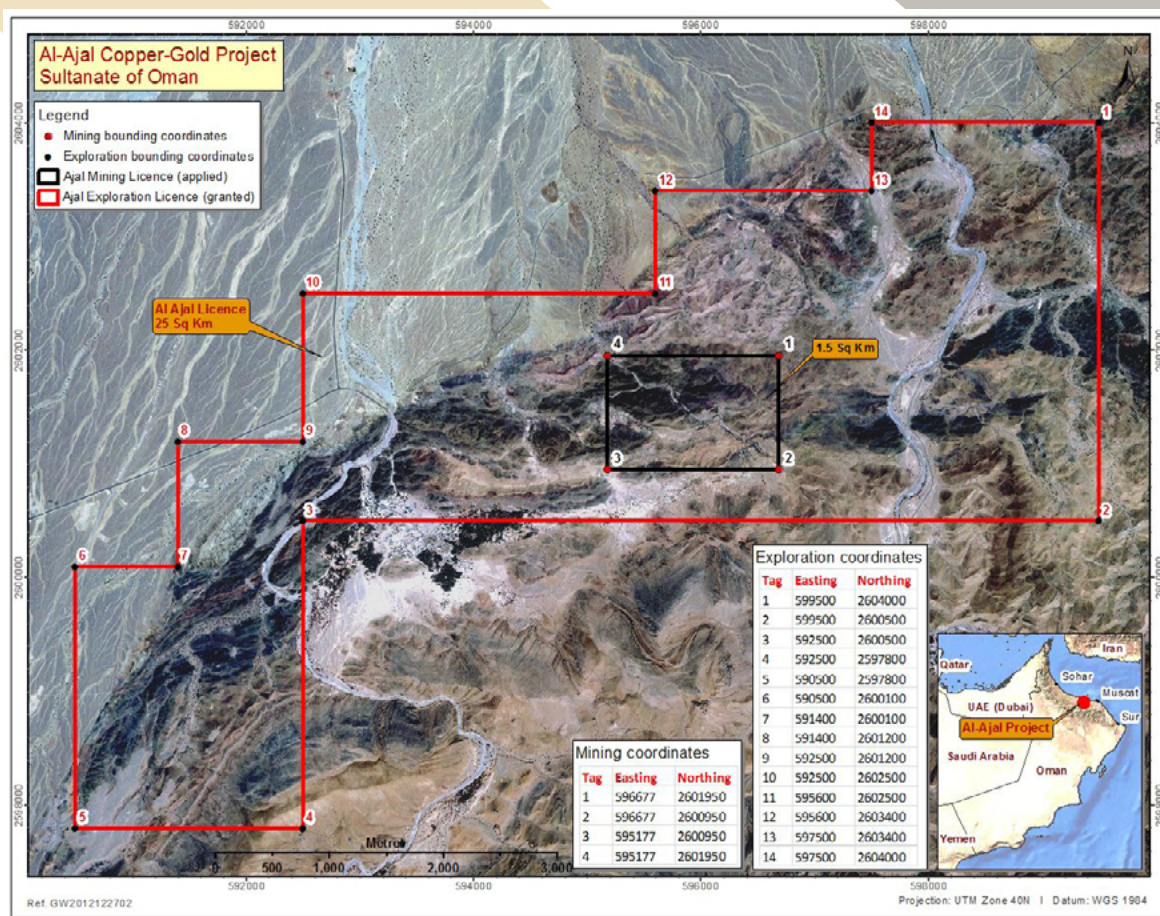 592000
594000
596000
598000
Al-Ajal Copper-Gold Project
Sultanate of Oman
N
Legend
Mining bounding coordinates
Exploration bounding coordinates
Ajal Mining Licence (applied)
Ajal Exploration Licence (granted)
2604000
2602000
2600000
2598000
2604000
2602000
2600000
2598000
14
1
12
13
10
11
Al Ajal Licence
25 Sq Km
4
1
1.5 Sq Km
8
9
3
2
3
2
6
7
5
4
Exploration coordinates
Tag Easting Northing
1 599500 2604000
2 599500 2600500
3 592500 2600500
4 592500 2597800
5 590500 2597800
6 590500 2600100
7 591400 2600100
8 591400 2601200
9 592500 2601200
10 592500 2602500
11 595600 2602500
12 595600 2603400
13 597500 2603400
14 597500 2604000
Mining coordinates
Tag Easting Northing
1 596677 2601950
2 596677 2600950
3 595177 2600950
4 595177 2601950
Iran
Qatar
Sohar
Muscat
UAE (Dubai)
Sur
Al-Ajal Project
Saudi Arabia
Oman
Yemen
Metres
0 500 1,000 2,000 3,000
592000
594000
596000
598000
Ref. GW2012122702
Projection: UTM Zone 40N I Datum: WGS 1984